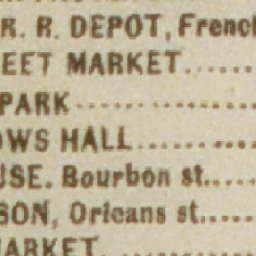 R. R. DEPOT, French
EET MARKET......
PARK..............
OWS HALL..........
USE. Bourbon st.....
SON, Orleans st.....
MARKET.